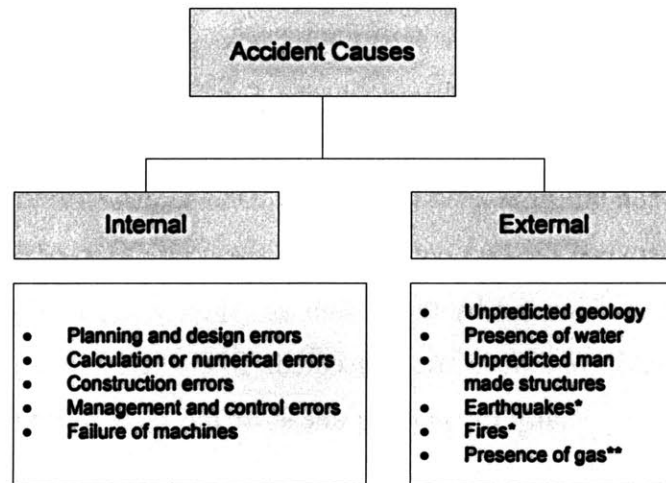 Accident Causes
Internal
External
• Planning and design errors
• Calculation or numerical errors
• Construction errors
• Management and control errors
• Failure of machines
• Unpredicted geology
• Presence of water
• Unpredicted man
made structures
• Earthquakes*
• Fires*
• Presence of gas**